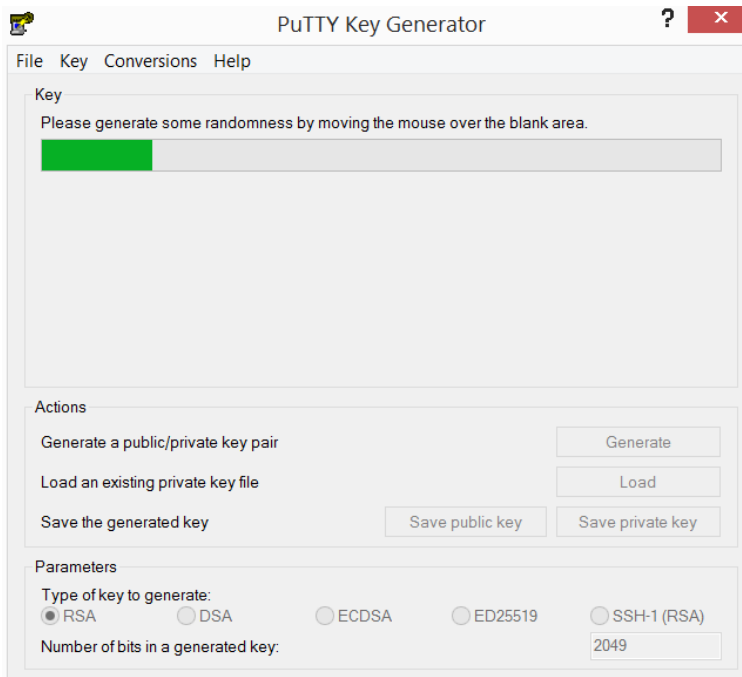 PuTTY Key Generator
? ×
File Key Conversions Help
Key
Please generate some randomness by moving the mouse over the blank area.
Actions
Generate a public/private key pair Generate
Load an existing private key file Load
Save the generated key Save public key Save private key
Parameters
Type of key to generate:
RSA DSA ECDSA ED25519 SSH-1 (RSA)
Number of bits in a generated key: 2049